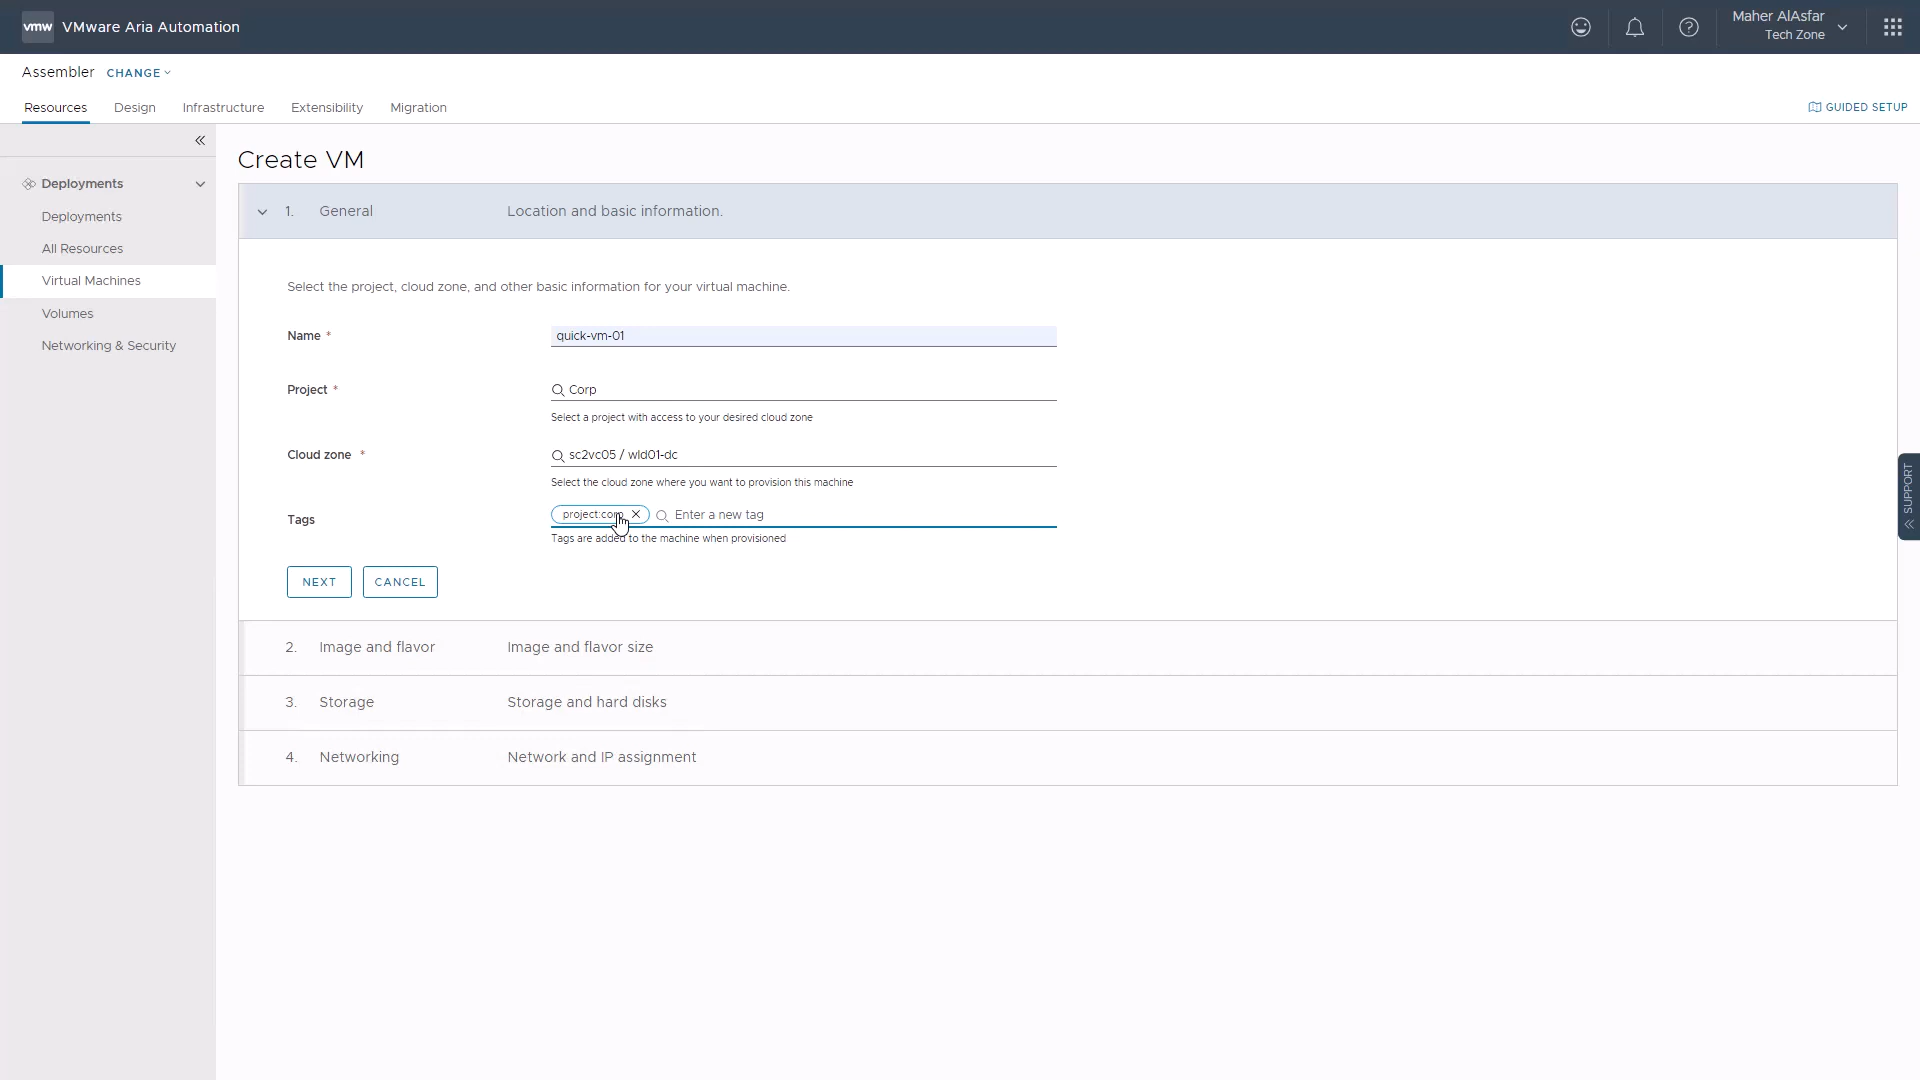 vmw VMware Aria Automation
Maher AlAsfar
Tech Zone
Assembler CHANGE
Resources Design Infrastructure Extensibility Migration
GUIDED SETUP
Deployments
Deployments
All Resources
Virtual Machines
Volumes
Networking & Security
Create VM
1. General Location and basic information.
Select the project, cloud zone, and other basic information for your virtual machine.
Name * quick-vm-01
Project * Corp
Select a project with access to your desired cloud zone
Cloud zone * sc2vc05 / wld01-dc
Select the cloud zone where you want to provision this machine
Tags project:corp Enter a new tag
Tags are added to the machine when provisioned
NEXT CANCEL
2. Image and flavor Image and flavor size
3. Storage Storage and hard disks
4. Networking Network and IP assignment
SUPPORT